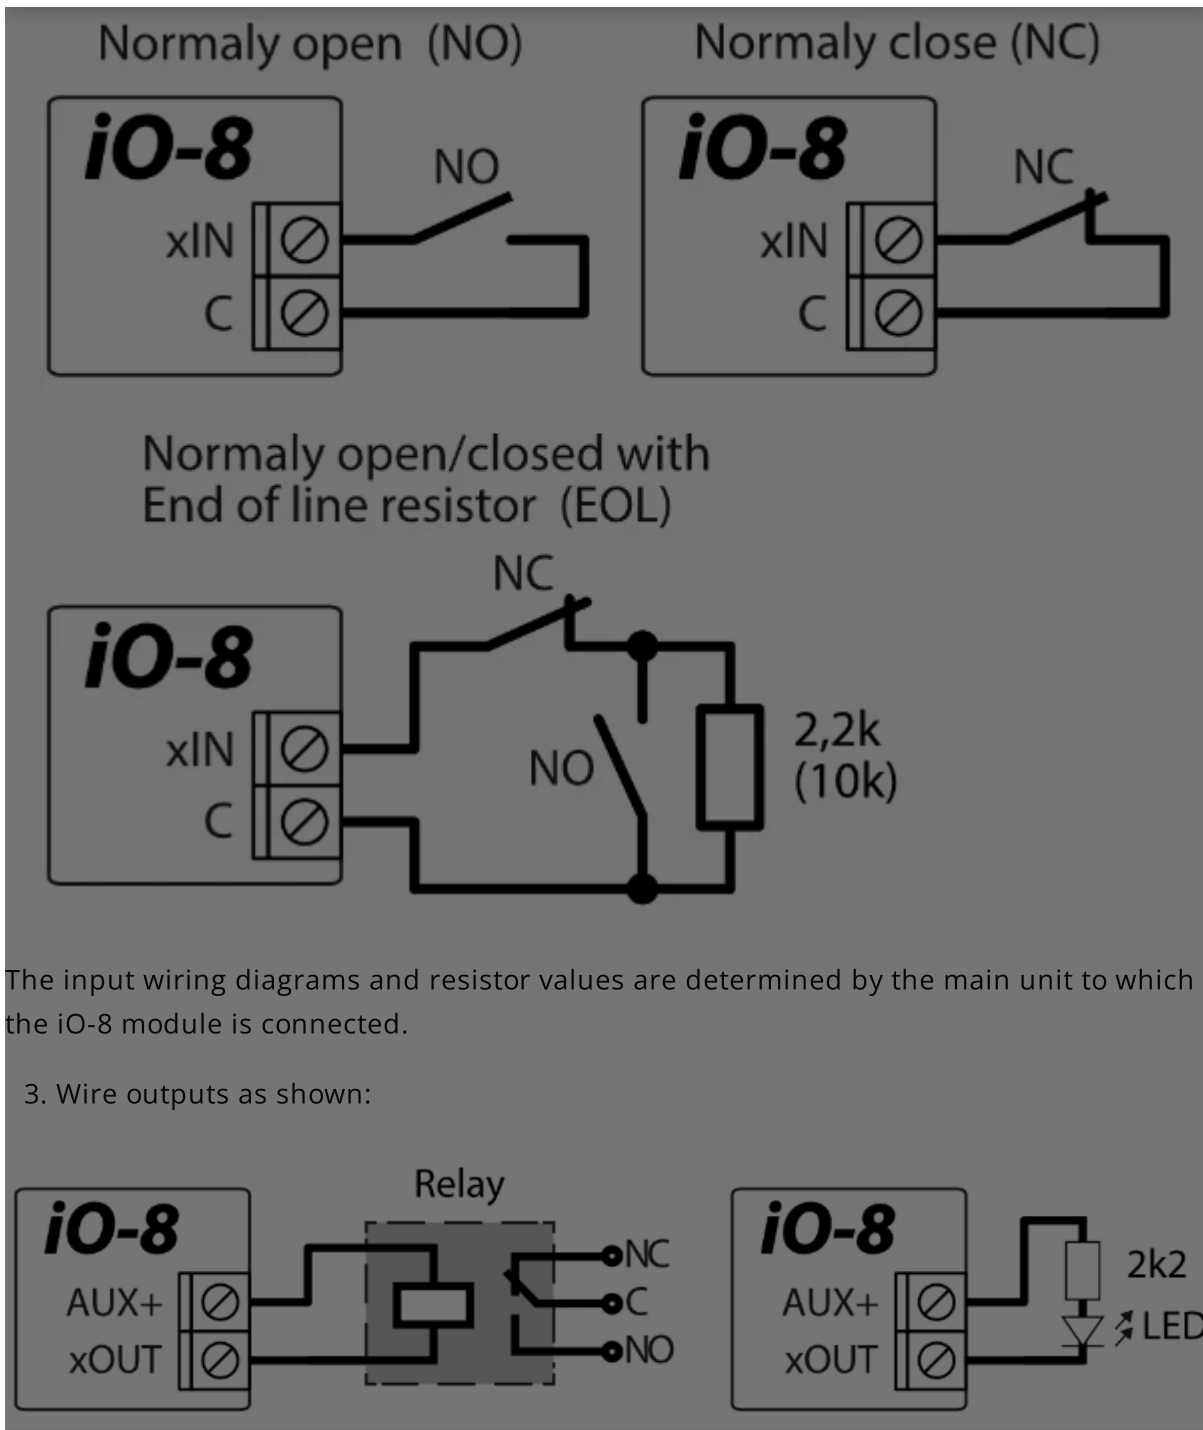 Normaly open (NO)
Normaly close (NC)
iO-8
NO
xIN
C
iO-8
NC
xIN
C
Normaly open/closed with
End of line resistor (EOL)
NC
iO-8
xIN
C
NO
2,2k
(10k)
The input wiring diagrams and resistor values are determined by the main unit to which
the iO-8 module is connected.
3. Wire outputs as shown:
Relay
iO-8
AUX+
xOUT
NC
C
NO
iO-8
AUX+
xOUT
2k2
LED